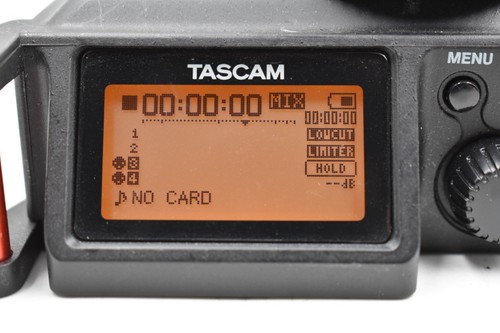 MENU
TASCAM
00:00:00 MIX
00:00:00
1 LOWCUT
2 LIMITER
3 HOLD
4 --dB
NO CARD